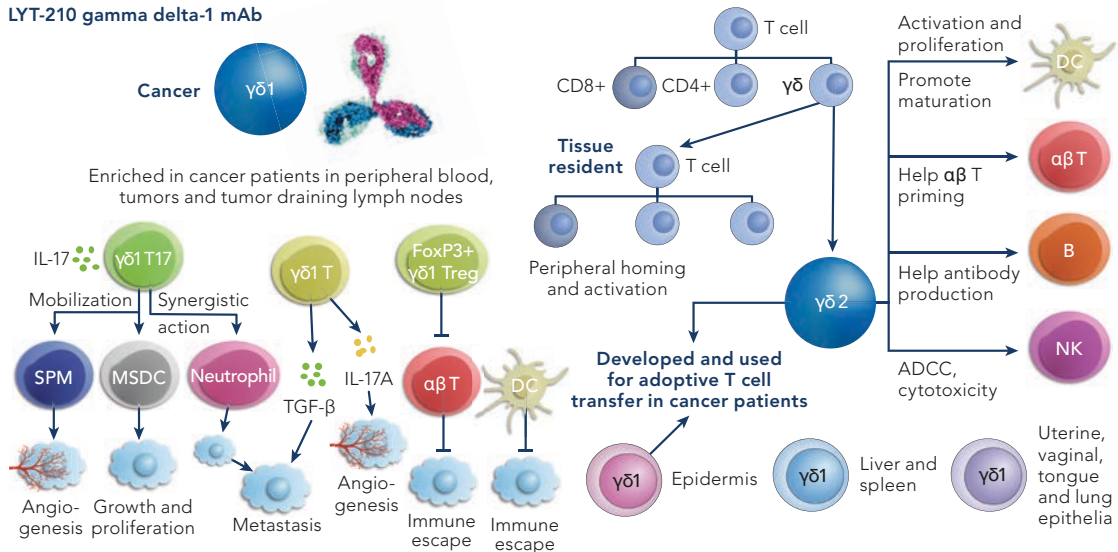 LYT-210 gamma delta-1 mAb
Cancer
γδ1
Enriched in cancer patients in peripheral blood,
tumors and tumor draining lymph nodes
IL-17
γδ1 T17
Mobilization
Synergistic
action
SPM
MSDC
Neutrophil
Angio-
genesis
Growth and
proliferation
γδ1 T
TGF-β
IL-17A
Metastasis
Angio-
genesis
FoxP3+
γδ1 Treg
αβ T
DC
Immune
escape
Immune
escape
T cell
CD8+
CD4+
γδ
Tissue
resident
T cell
Peripheral homing
and activation
γδ 2
Activation and
proliferation
Promote
maturation
DC
Help αβ T
priming
αβ T
Help antibody
production
B
ADCC,
cytotoxicity
NK
Developed and used
for adoptive T cell
transfer in cancer patients
γδ1
Epidermis
γδ1
Liver and
spleen
γδ1
Uterine,
vaginal,
tongue
and lung
epithelia